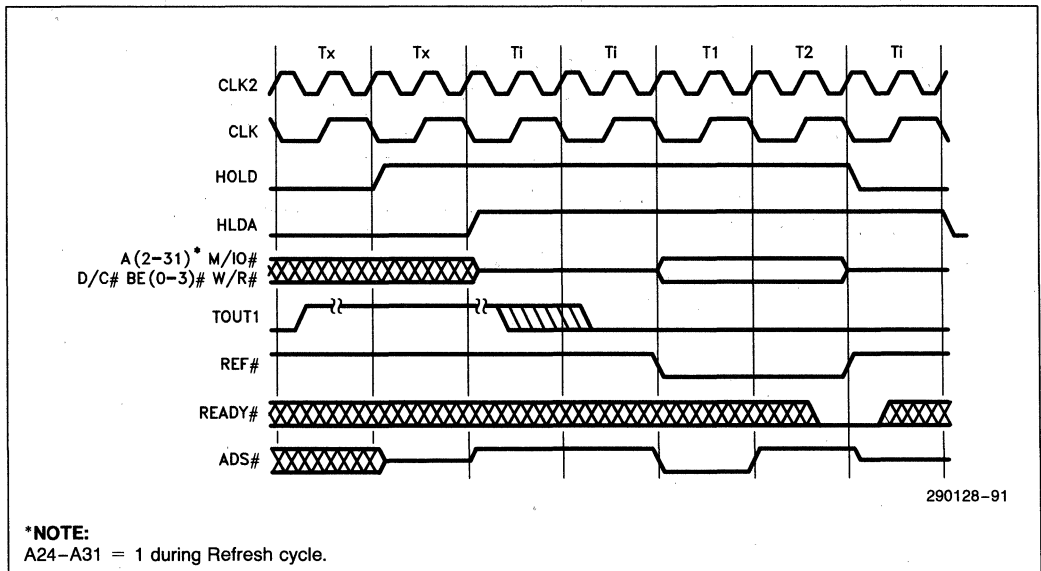 Tx Tx Ti Ti T1 T2 Ti
CLK2
CLK
HOLD
HLDA
A(2-31)* M/IO#
D/C# BE(0-3)# W/R#
TOUT1
REF#
READY#
ADS#
290128-91
*NOTE:
A24–A31 = 1 during Refresh cycle.